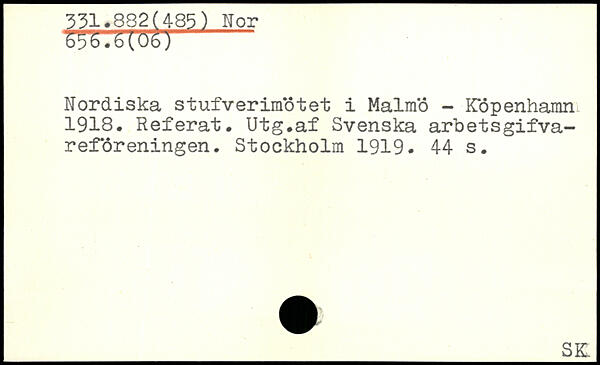 331.882(485) Nor
656.6(06)
Nordiska stufverimötet i Malmö - Köpenhamn
1918. Referat. Utg.af Svenska arbetsgifva-
reföreningen. Stockholm 1919. 44 s.
SK